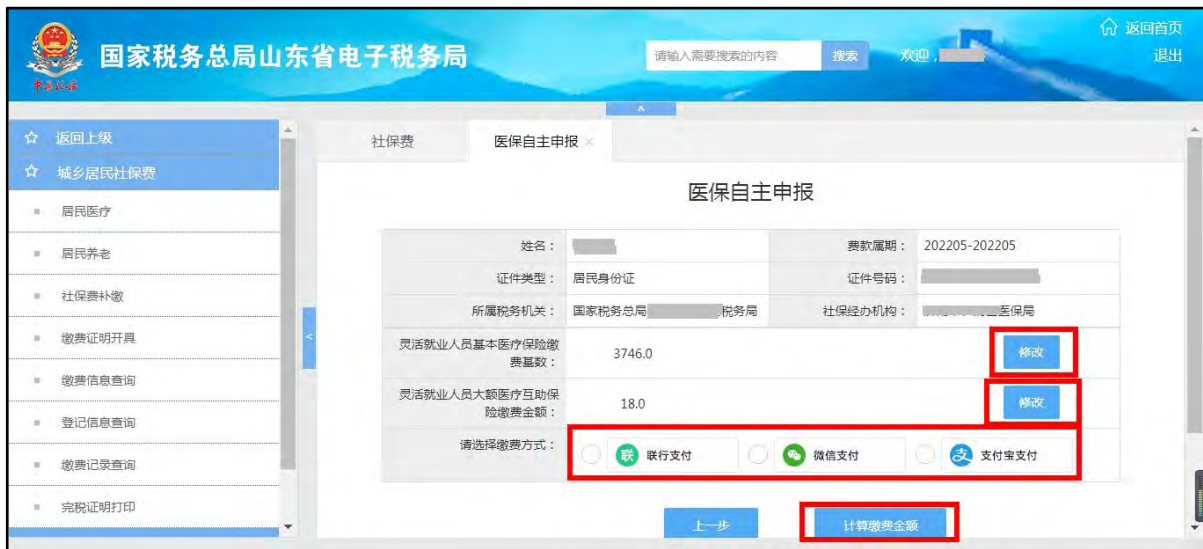 返回首页
国家税务总局山东省电子税务局
请输入需要搜索的内容 搜索 欢迎，
退出
中国税务
返回上级
城乡居民社保费
居民医疗
居民养老
社保费补缴
缴费证明开具
缴费信息查询
登记信息查询
缴费记录查询
完税证明打印
社保费 医保自主申报 ×
医保自主申报
姓名： 费款属期： 202205-202205
证件类型： 居民身份证 证件号码：
所属税务机关： 国家税务总局 税务局 社保经办机构： 医保局
灵活就业人员基本医疗保险缴
费基数： 3746.0 修改
灵活就业人员大额医疗互助保
险缴费金额： 18.0 修改
请选择缴费方式： 联 联行支付 微信支付 支 支付宝支付
上一步 计算缴费金额